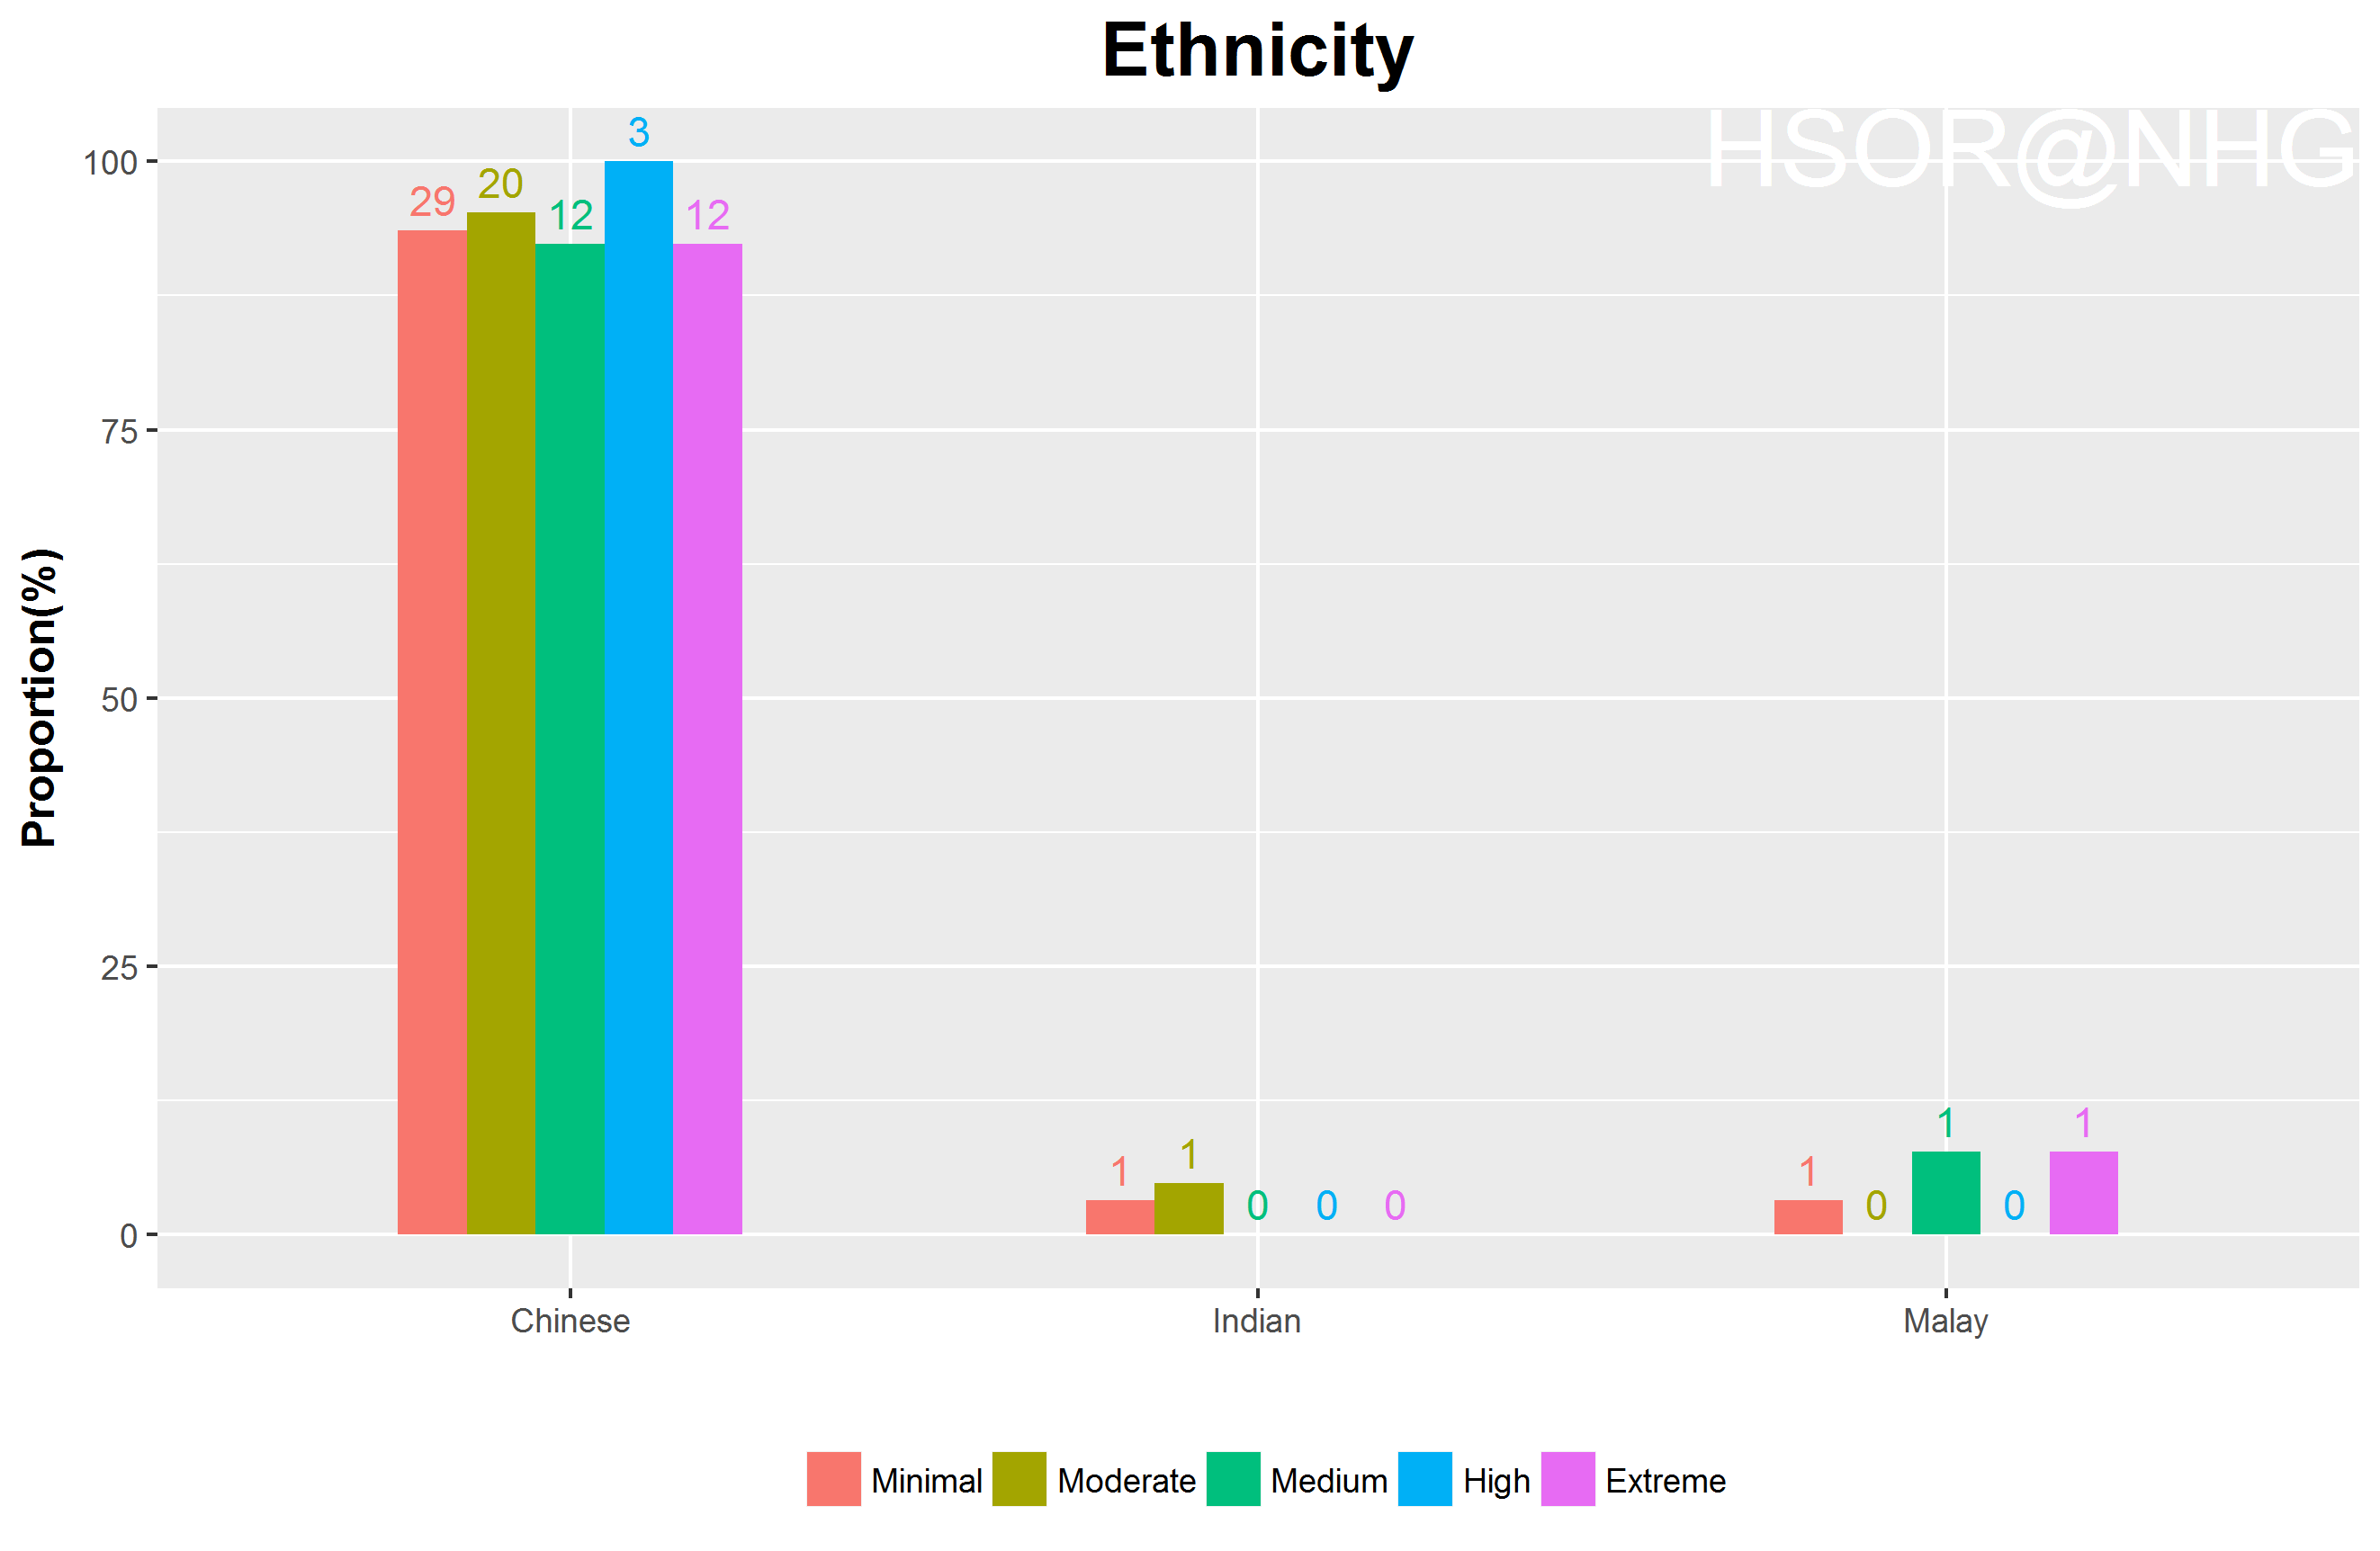 Ethnicity
HSOR@NHG
Proportion(%)
100
75
50
25
0
29
20
12
3
12
1
1
0
0
0
1
0
1
0
1
Chinese
Indian
Malay
Minimal
Moderate
Medium
High
Extreme